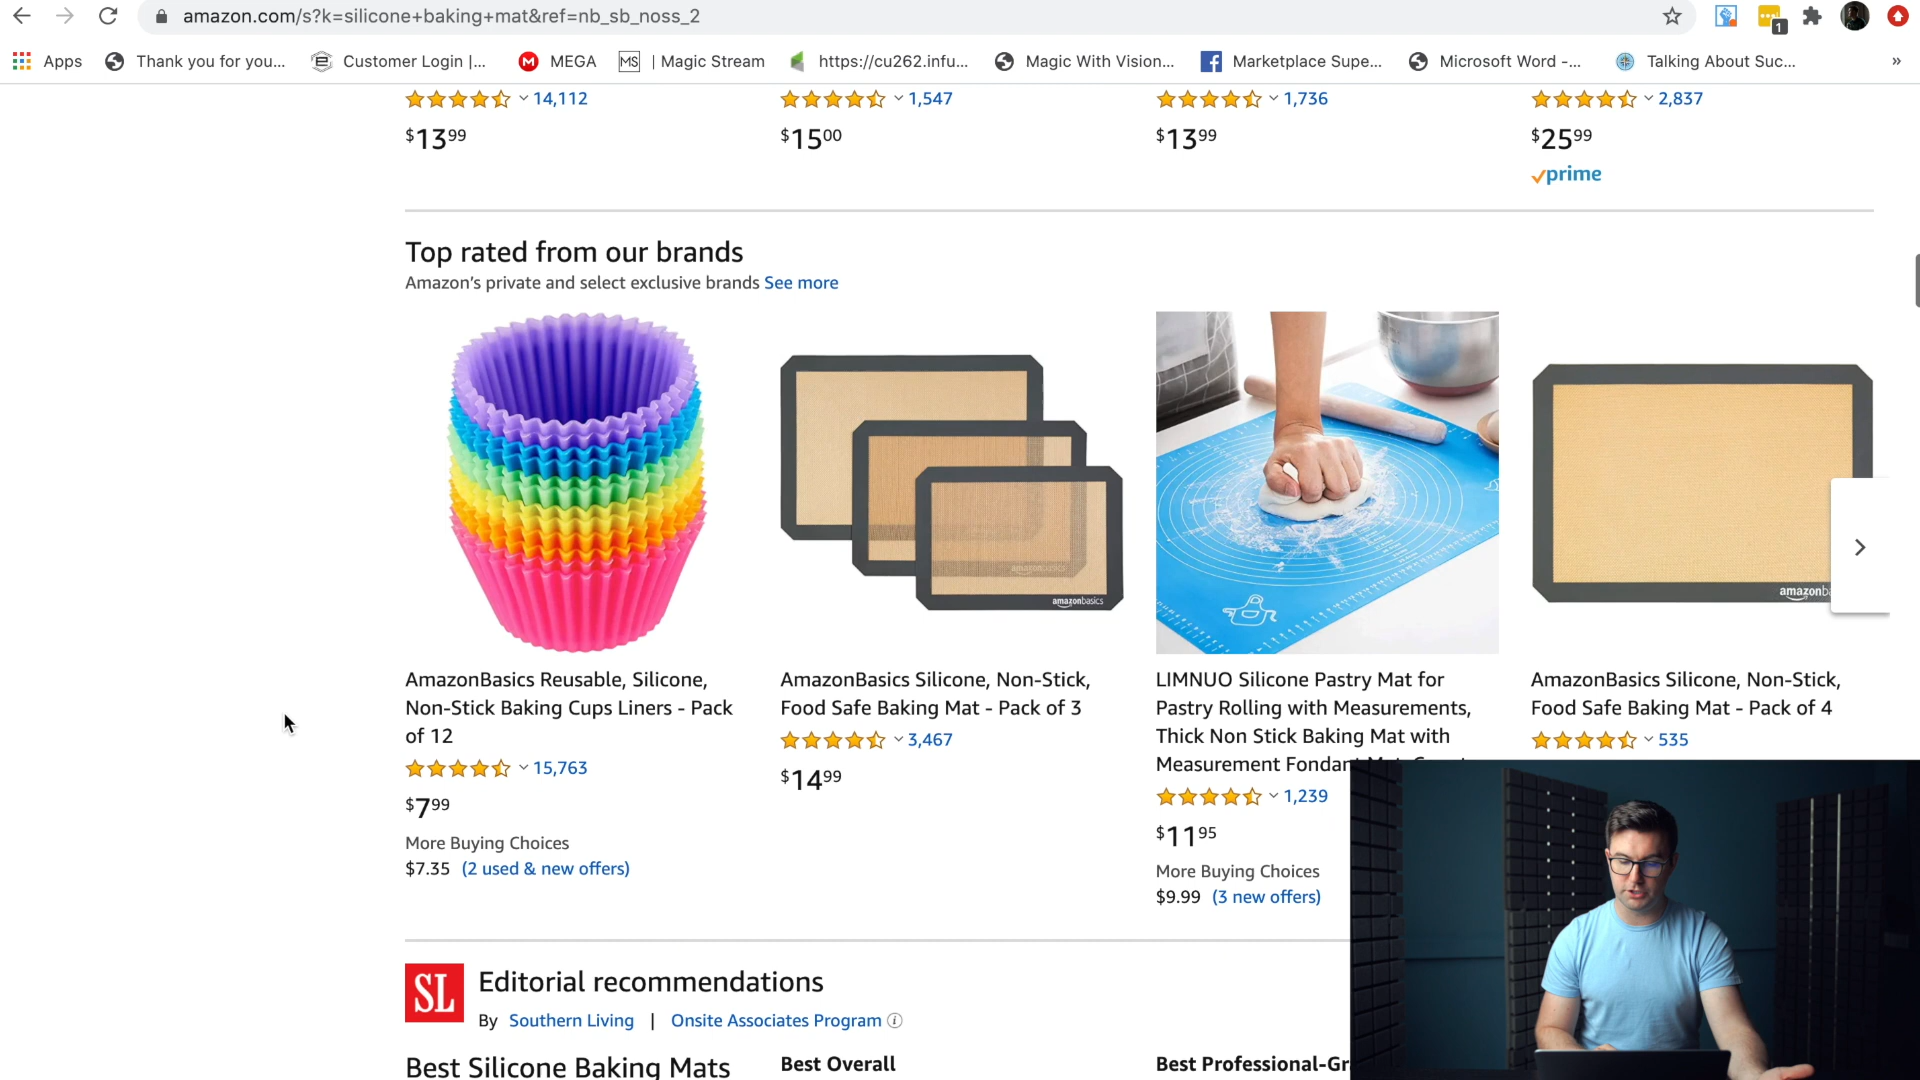 amazon.com/s?k=silicone+baking+mat&ref=nb_sb_noss_2
1
Apps
Thank you for you...
Customer Login |...
MEGA
MS | Magic Stream
https://cu262.infu...
Magic With Vision...
Marketplace Supe...
Microsoft Word -...
Talking About Suc...
»
14,112
1,547
1,736
2,837
$13.99
$15.00
$13.99
$25.99
prime
Top rated from our brands
Amazon's private and select exclusive brands See more
amazonbasics
amazonba
AmazonBasics Reusable, Silicone,
Non-Stick Baking Cups Liners - Pack
of 12
15,763
$7.99
More Buying Choices
$7.35 (2 used & new offers)
AmazonBasics Silicone, Non-Stick,
Food Safe Baking Mat - Pack of 3
3,467
$14.99
LIMNUO Silicone Pastry Mat for
Pastry Rolling with Measurements,
Thick Non Stick Baking Mat with
Measurement Fondant
1,239
$11.95
More Buying Choices
$9.99 (3 new offers)
AmazonBasics Silicone, Non-Stick,
Food Safe Baking Mat - Pack of 4
535
SL
Editorial recommendations
By Southern Living | Onsite Associates Program
Best Silicone Baking Mats
Best Overall
Best Professional-Gr